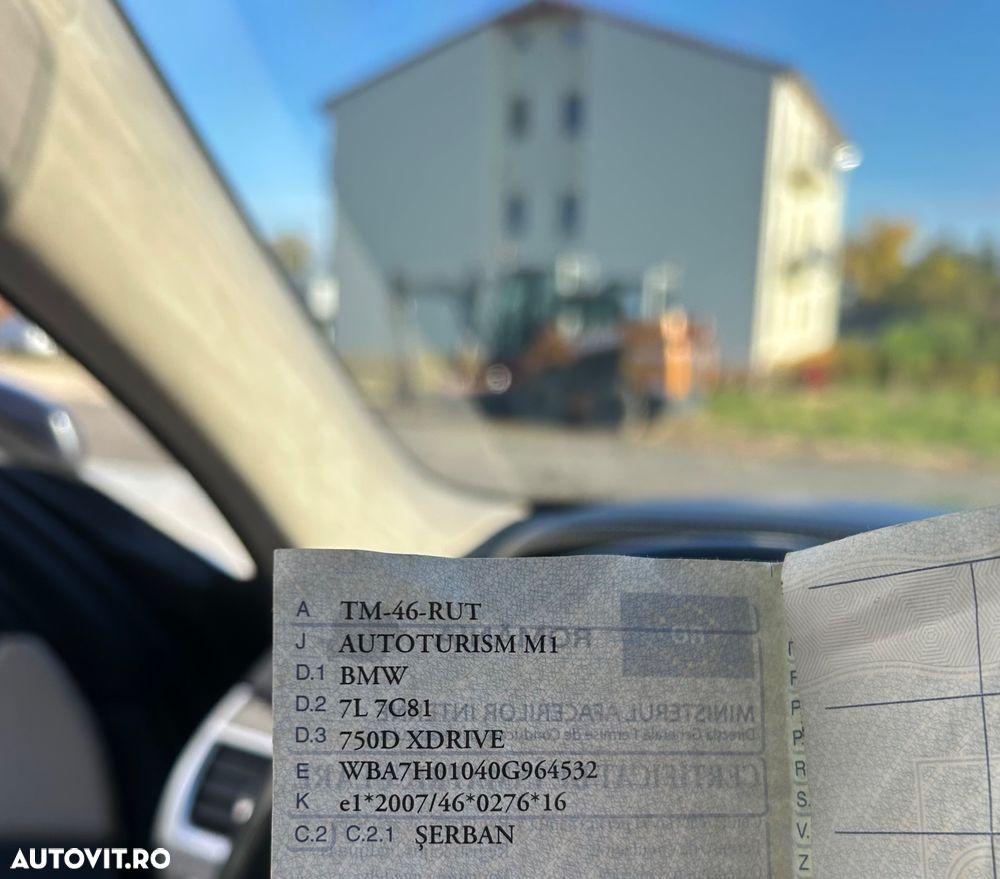 A TM-46-RUT
J AUTOTURISM M1
D.1 BMW
D.2 7L 7C81
D.3 750D XDRIVE
E WBA7H01040G964532
K e1*2007/46*0276*16
C.2 C.2.1 ŞERBAN
F
P
P.
R
S.
V.
Z
AUTOVIT.RO